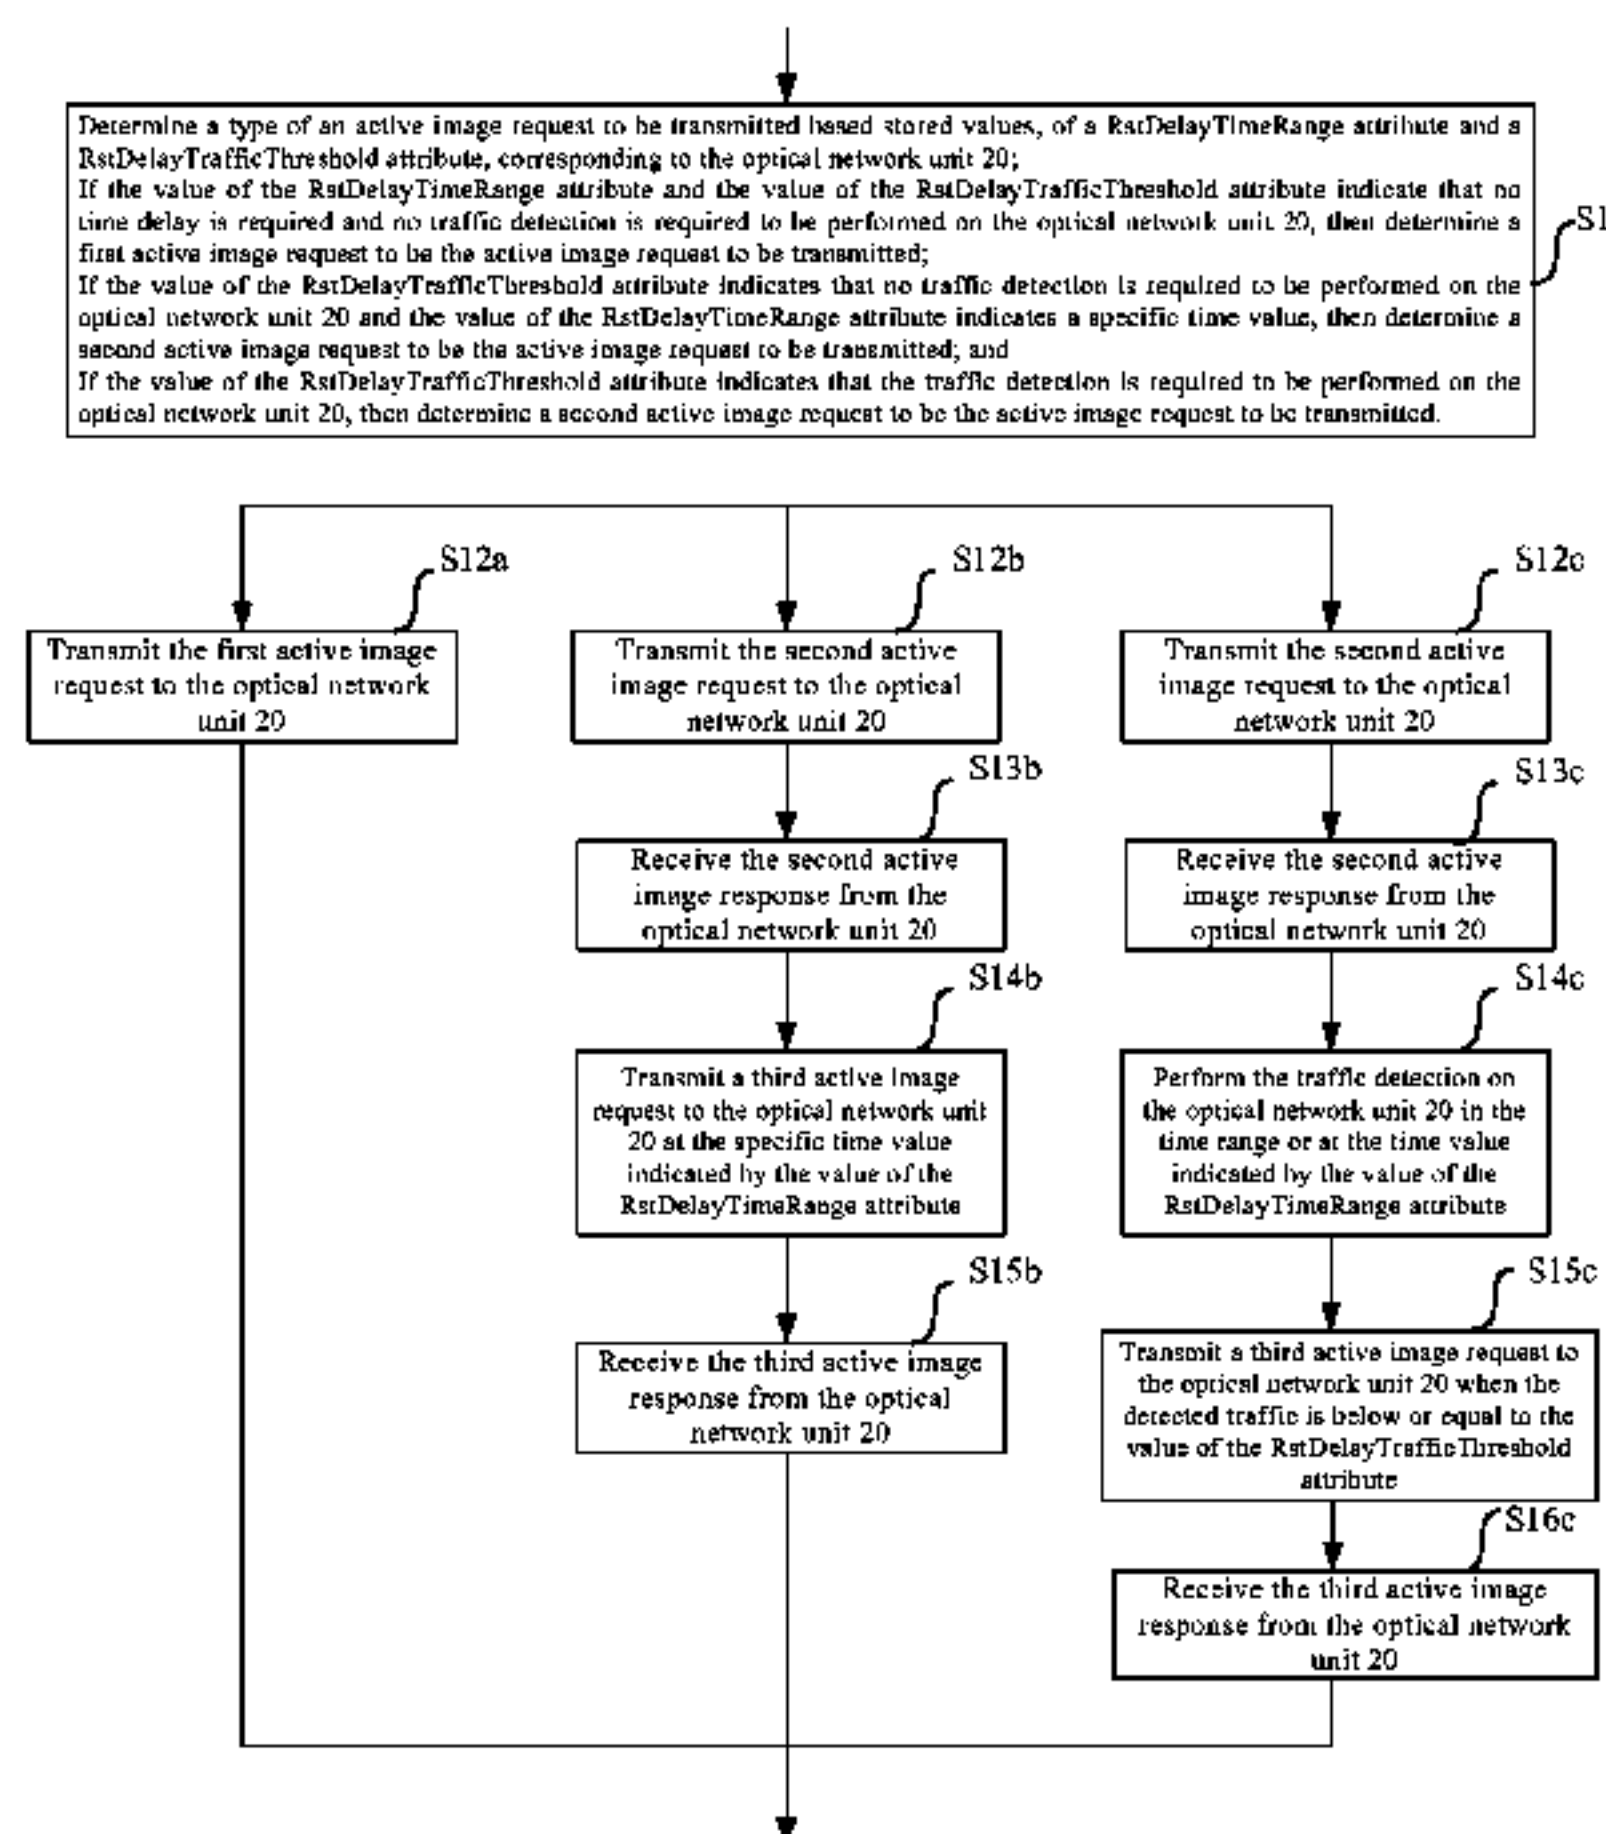 Determine a type of an active image request to be transmitted based stored values, of a RstDelayTimeRange attribute and a
RstDelayTrafficThreshold attribute, corresponding to the optical network unit 20;
If the value of the RstDelayTimeRange attribute and the value of the RstDelayTrafficThreshold attribute indicate that no
time delay is required and no traffic detection is required to be performed on the optical network unit 20, then determine a
first active image request to be the active image request to be transmitted;
If the value of the RstDelayTrafficThreshold attribute indicates that no traffic detection is required to be performed on the
optical network unit 20 and the value of the RstDelayTimeRange attribute indicates a specific time value, then determine a
second active image request to be the active image request to be transmitted; and
If the value of the RstDelayTrafficThreshold attribute indicates that the traffic detection is required to be performed on the
optical network unit 20, then determine a second active image request to be the active image request to be transmitted.
S1
S12a
S12b
S12c
Transmit the first active image
request to the optical network
unit 20
Transmit the second active
image request to the optical
network unit 20
Transmit the second active
image request to the optical
network unit 20
S13b
S13c
Receive the second active
image response from the
optical network unit 20
Receive the second active
image response from the
optical network unit 20
S14b
S14c
Transmit a third active image
request to the optical network unit
20 at the specific time value
indicated by the value of the
RstDelayTimeRange attribute
Perform the traffic detection on
the optical network unit 20 in the
time range or at the time value
indicated by the value of the
RstDelayTimeRange attribute
S15b
S15c
Receive the third active image
response from the optical
network unit 20
Transmit a third active image request to
the optical network unit 20 when the
detected traffic is below or equal to the
value of the RstDelayTrafficThreshold
attribute
S16c
Receive the third active image
response from the optical network
unit 20